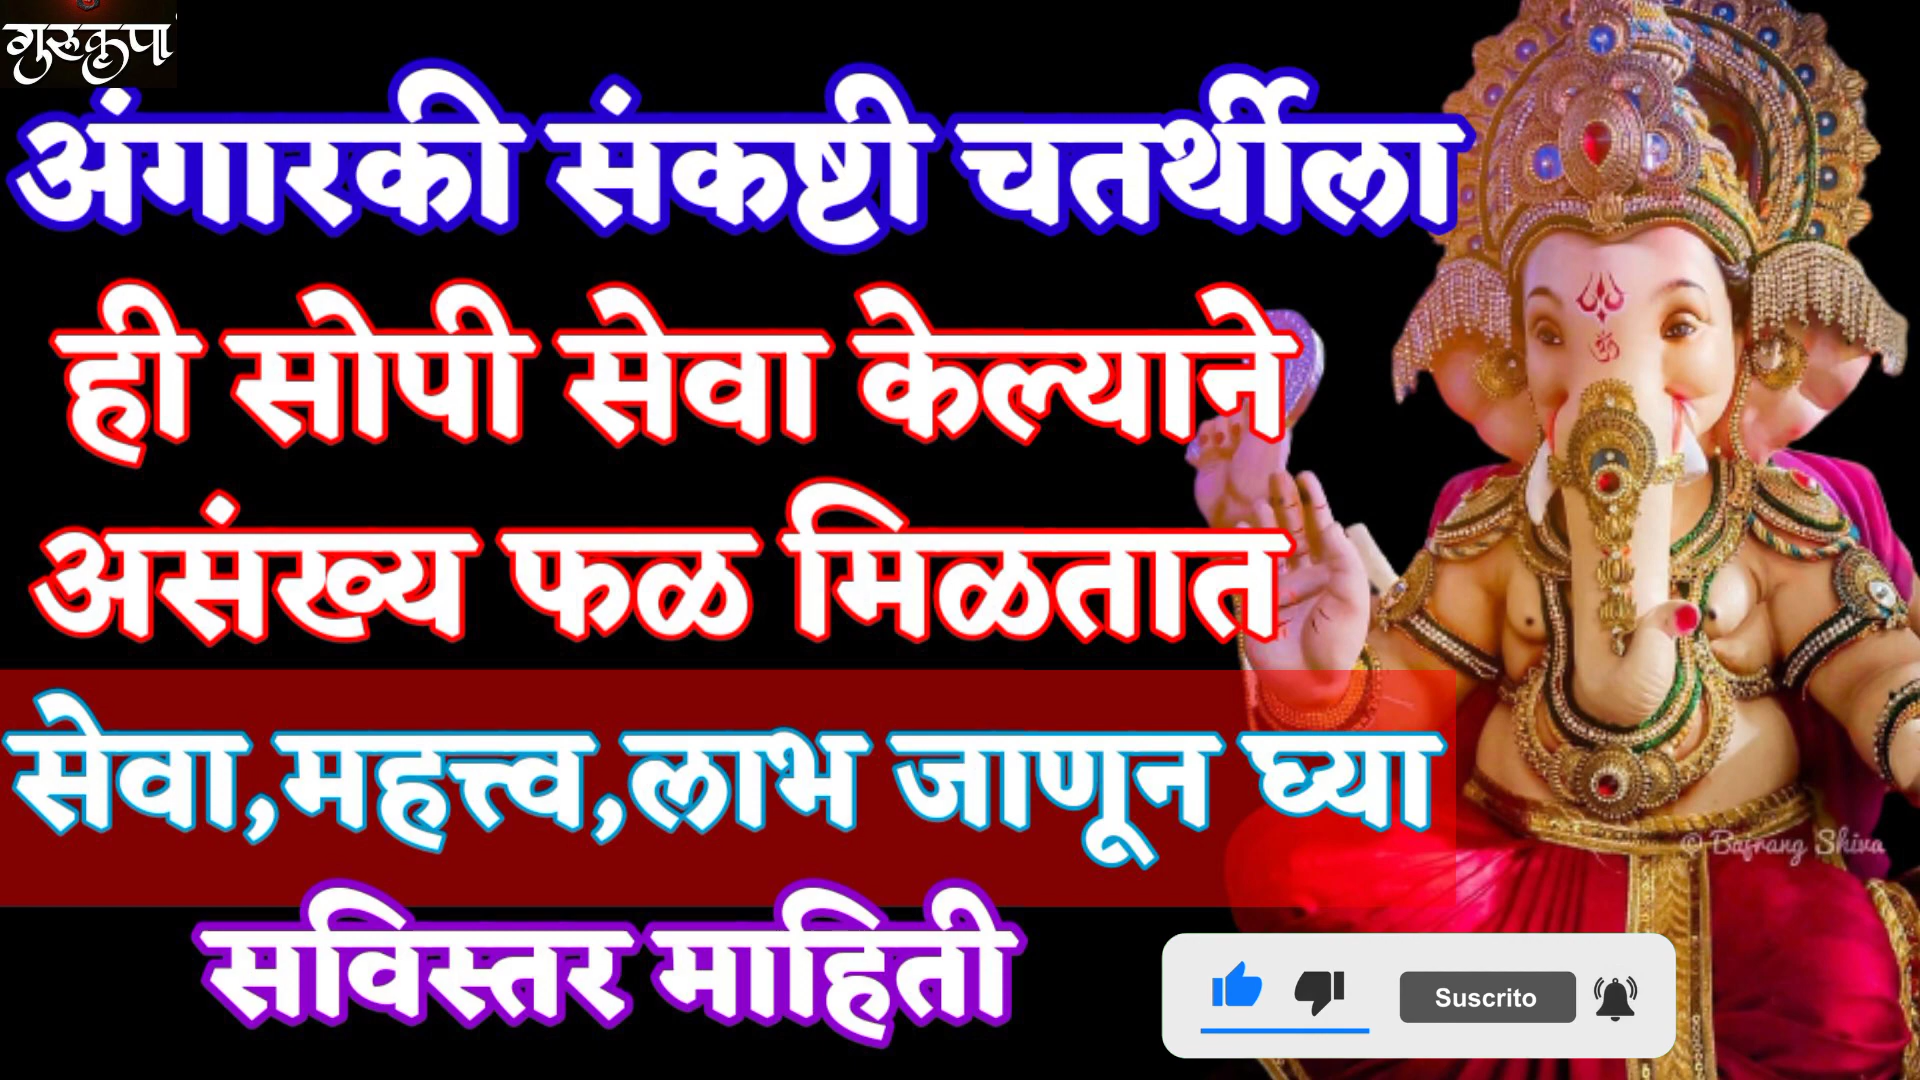 गुरुकृपा
अंगारकी संकष्टी चतर्थीला
ही सोपी सेवा केल्याने
असंख्य फळ मिळतात
सेवा,महत्त्व,लाभ जाणून घ्या
सविस्तर माहिती
© Bajrang Shiva
Suscrito